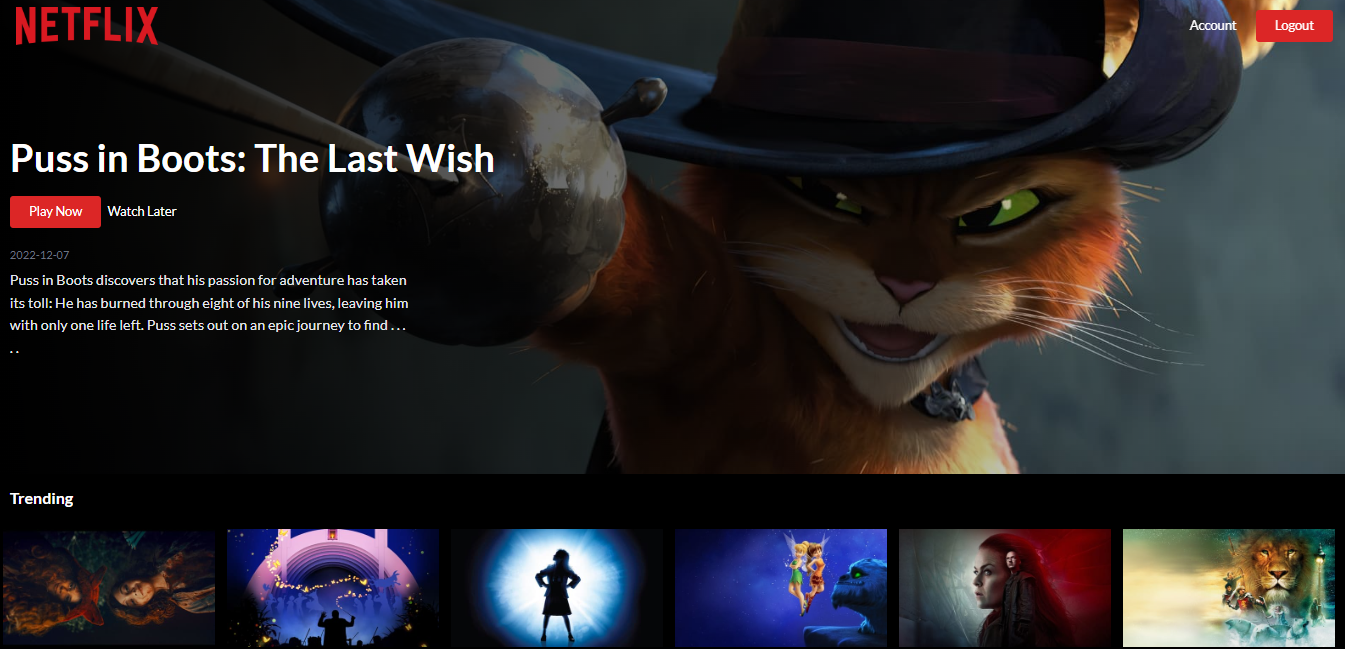 NETFLIX
Account
Logout
Puss in Boots: The Last Wish
Play Now
Watch Later
2022-12-07
Puss in Boots discovers that his passion for adventure has taken
its toll: He has burned through eight of his nine lives, leaving him
with only one life left. Puss sets out on an epic journey to find . . .
. .
Trending